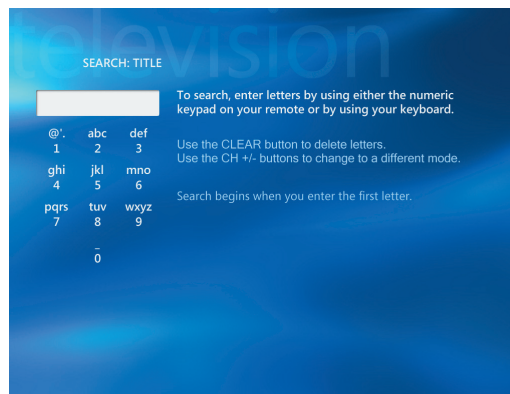 television
SEARCH: TITLE
To search, enter letters by using either the numeric
keypad on your remote or by using your keyboard.
@'. abc def
1 2 3
Use the CLEAR button to delete letters.
Use the CH +/- buttons to change to a different mode.
ghi jkl mno
4 5 6
Search begins when you enter the first letter.
pqrs tuv wxyz
7 8 9
_
0